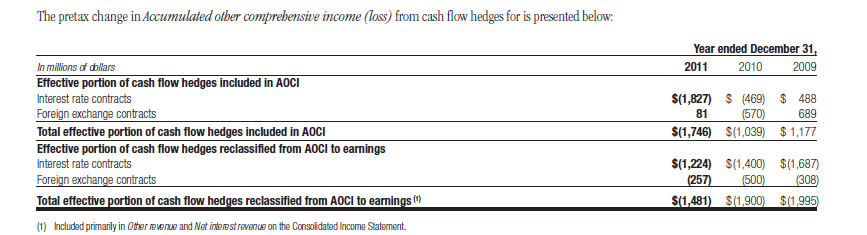 The pretax change in Accumulated other comprehensive income (loss) from cash flow hedges for is presented below:
Year ended December 31,
In millions of dollars 2011 2010 2009
Effective portion of cash flow hedges included in AOCI
Interest rate contracts $(1,827) $ (469) $ 488
Foreign exchange contracts 81 (570) 689
Total effective portion of cash flow hedges included in AOCI $(1,746) $(1,039) $ 1,177
Effective portion of cash flow hedges reclassified from AOCI to earnings
Interest rate contracts $(1,224) $(1,400) $(1,687)
Foreign exchange contracts (257) (500) (308)
Total effective portion of cash flow hedges reclassified from AOCI to earnings (1) $(1,481) $(1,900) $(1,995)
(1) Included primarily in Other revenue and Net interest revenue on the Consolidated Income Statement.